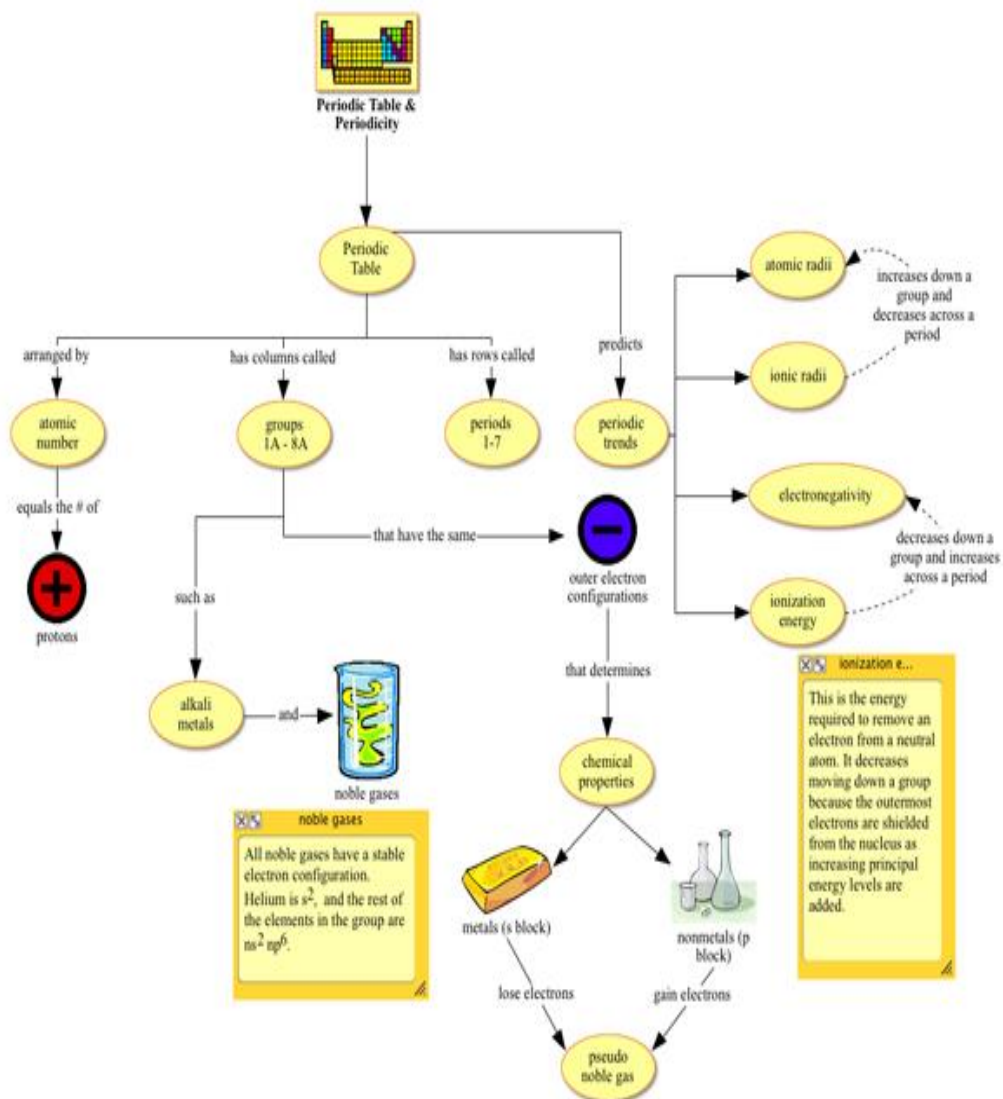 Periodic Table &
Periodicity
Periodic
Table
arranged by
has columns called
has rows called
predicts
atomic
number
groups
1A - 8A
periods
1-7
periodic
trends
atomic radii
increases down a
group and
decreases across a
period
ionic radii
electronegativity
decreases down a
group and increases
across a period
ionization
energy
equals the # of
+
protons
such as
that have the same
−
outer electron
configurations
that determines
alkali
metals
and
noble gases
chemical
properties
noble gases
All noble gases have a stable
electron configuration.
Helium is s², and the rest of
the elements in the group are
ns² np⁶.
ionization e...
This is the energy
required to remove an
electron from a neutral
atom. It decreases
moving down a group
because the outermost
electrons are shielded
from the nucleus as
increasing principal
energy levels are
added.
metals (s block)
nonmetals (p
block)
lose electrons
gain electrons
pseudo
noble gas